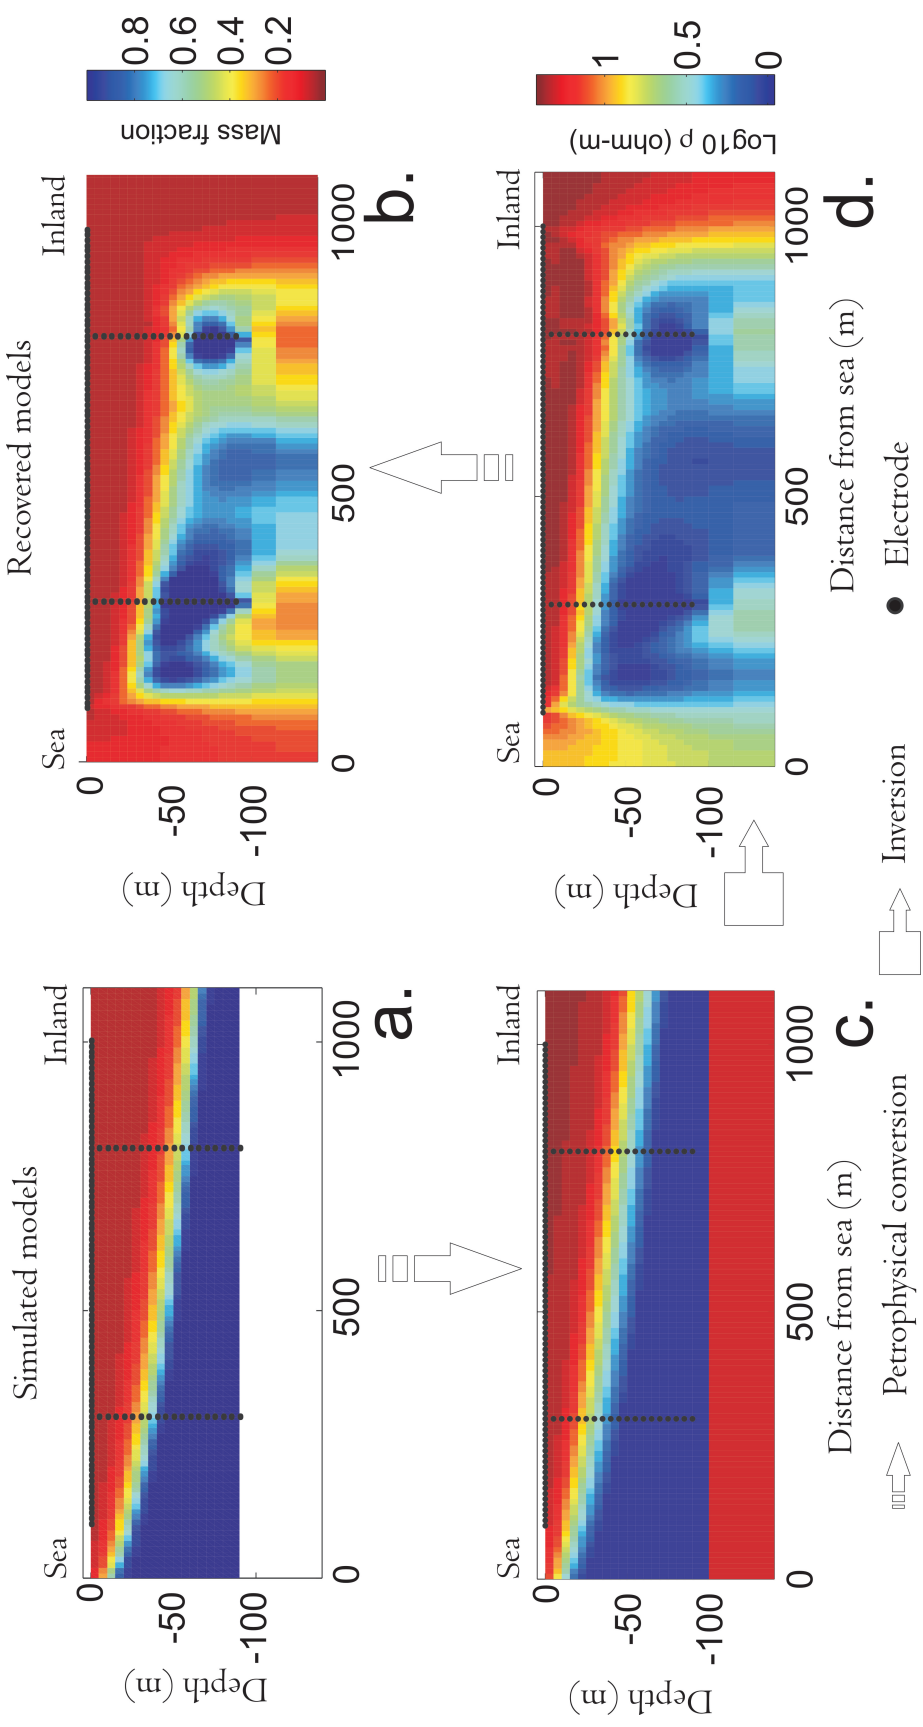 Simulated models
Recovered models
Sea
Inland
0
-50
-100
Depth (m)
0
500
1000
a.
Sea
Inland
0
-50
-100
Depth (m)
0
500
1000
b.
0.8
0.6
0.4
0.2
Mass fraction
Sea
Inland
0
-50
-100
Depth (m)
0
500
1000
Distance from sea (m)
c.
Sea
Inland
0
-50
-100
Depth (m)
0
500
1000
Distance from sea (m)
d.
1
0.5
0
Log10 ρ (ohm-m)
Petrophysical conversion
Inversion
Electrode